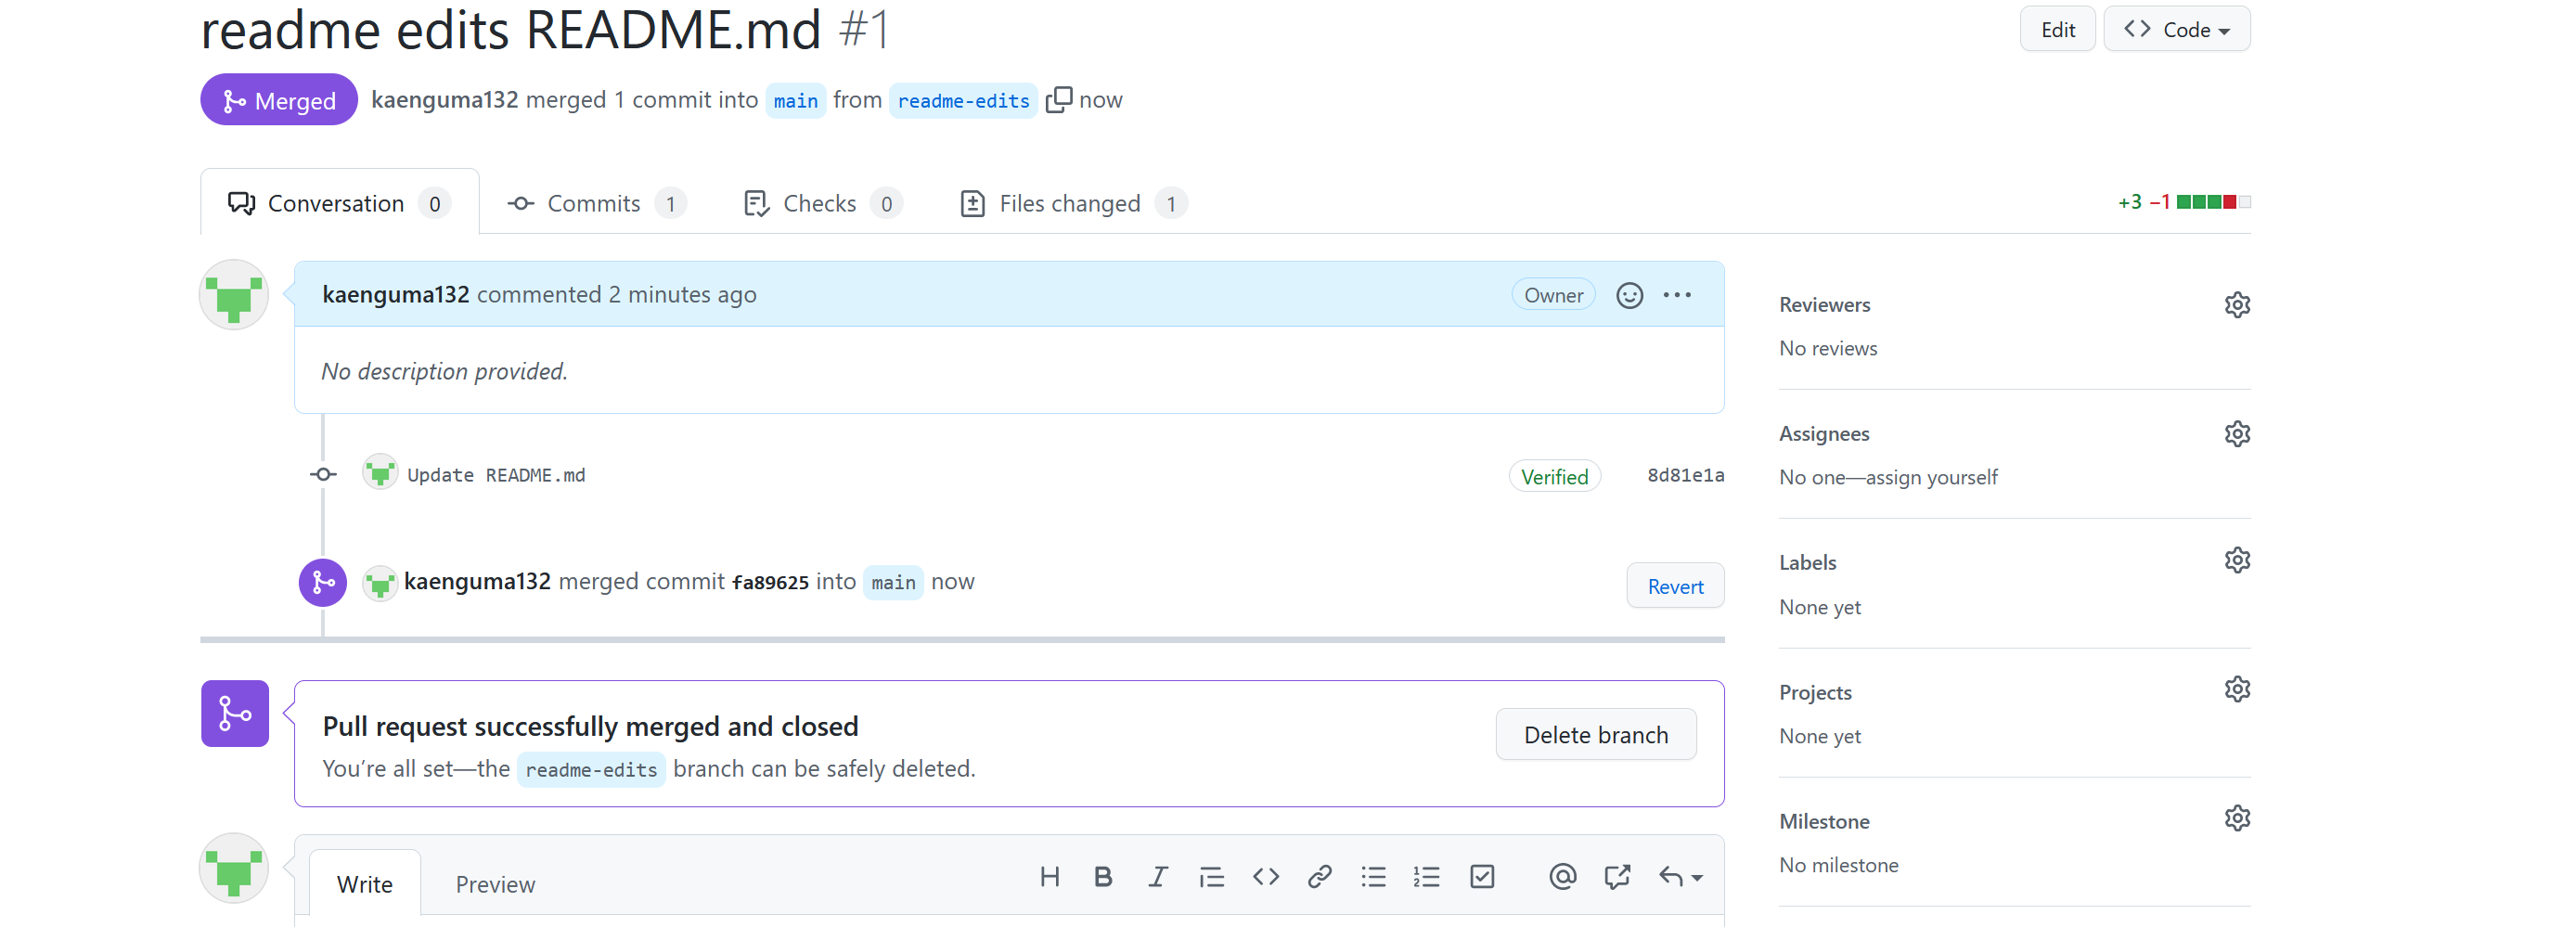 readme edits README.md #1
Edit
Code
Merged
kaenguma132 merged 1 commit into main from readme-edits now
Conversation 0
Commits 1
Checks 0
Files changed 1
+3 −1
kaenguma132 commented 2 minutes ago
Owner
No description provided.
Update README.md
Verified
8d81e1a
kaenguma132 merged commit fa89625 into main now
Revert
Pull request successfully merged and closed
You’re all set—the readme-edits branch can be safely deleted.
Delete branch
Write
Preview
Reviewers
No reviews
Assignees
No one—assign yourself
Labels
None yet
Projects
None yet
Milestone
No milestone